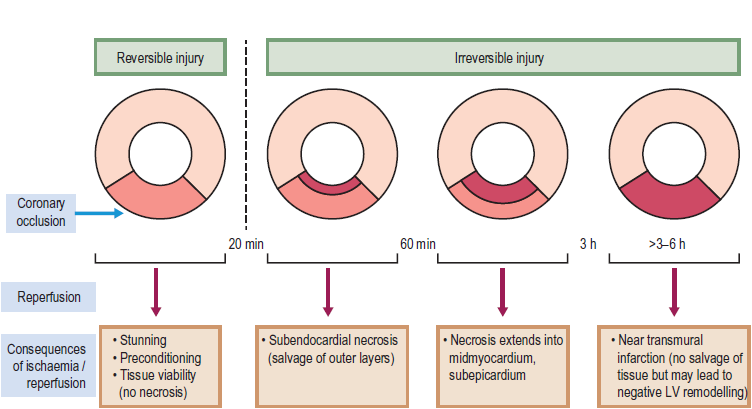 Reversible injury
Irreversible injury
Coronary
occlusion
20 min
60 min
3 h
>3–6 h
Reperfusion
Consequences
of ischaemia /
reperfusion
• Stunning
• Preconditioning
• Tissue viability
(no necrosis)
• Subendocardial necrosis
(salvage of outer layers)
• Necrosis extends into
midmyocardium,
subepicardium
• Near transmural
infarction (no salvage of
tissue but may lead to
negative LV remodelling)